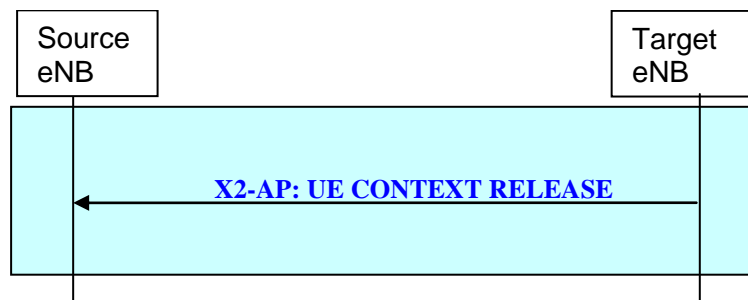 Source
eNB
Target
eNB
X2-AP: UE CONTEXT RELEASE